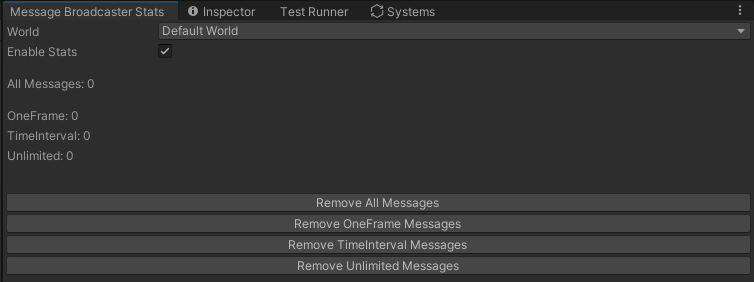 Message Broadcaster Stats Inspector Test Runner Systems
World Default World
Enable Stats
All Messages: 0
OneFrame: 0
TimeInterval: 0
Unlimited: 0
Remove All Messages
Remove OneFrame Messages
Remove TimeInterval Messages
Remove Unlimited Messages